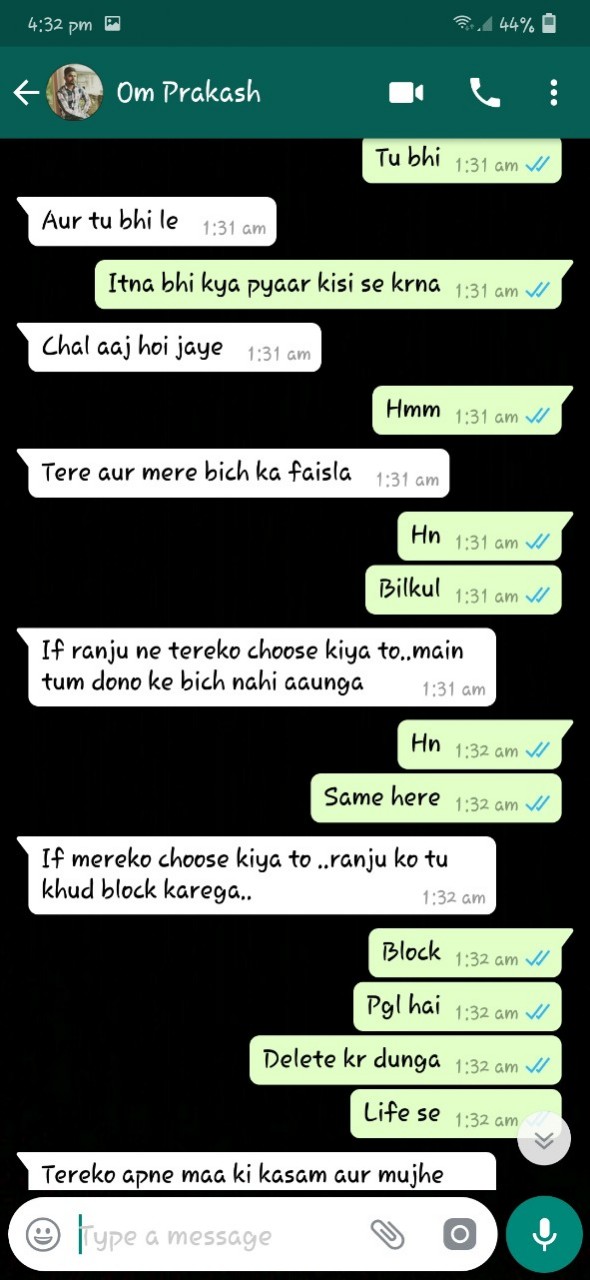 4:32 pm 44%
Om Prakash
Tu bhi 1:31 am
Aur tu bhi le 1:31 am
Itna bhi kya pyaar kisi se krna 1:31 am
Chal aaj hoi jaye 1:31 am
Hmm 1:31 am
Tere aur mere bich ka faisla 1:31 am
Hn 1:31 am
Bilkul 1:31 am
If ranju ne tereko choose kiya to..main
tum dono ke bich nahi aaunga 1:31 am
Hn 1:32 am
Same here 1:32 am
If mereko choose kiya to ..ranju ko tu
khud block karega.. 1:32 am
Block 1:32 am
Pgl hai 1:32 am
Delete kr dunga 1:32 am
Life se 1:32 am
Tereko apne maa ki kasam aur mujhe
Type a message